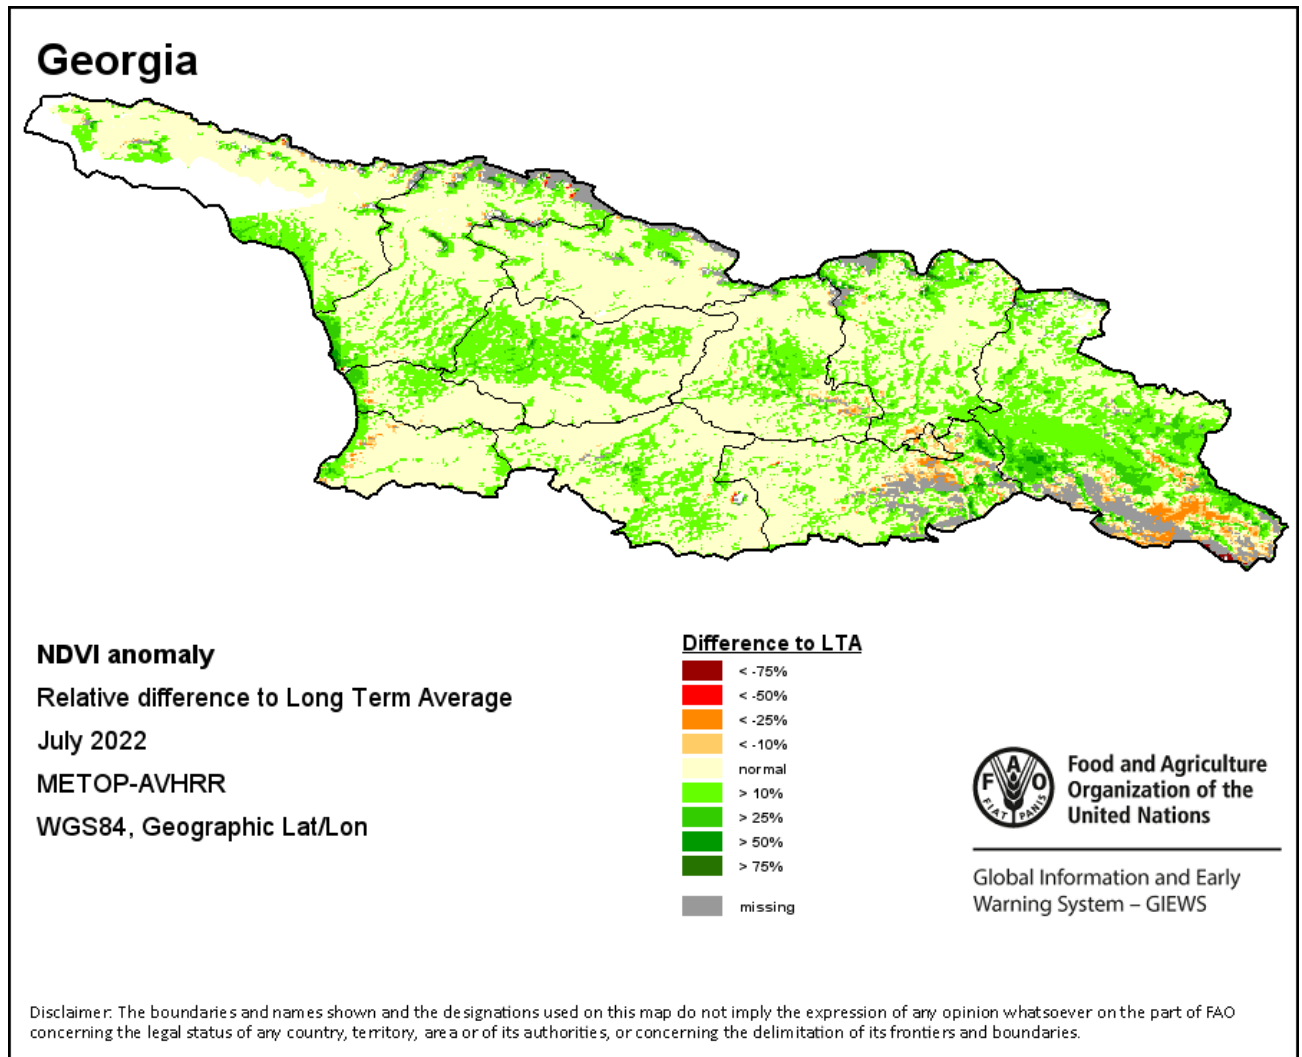 Georgia
NDVI anomaly
Relative difference to Long Term Average
July 2022
METOP-AVHRR
WGS84, Geographic Lat/Lon
Difference to LTA
< -75%
< -50%
< -25%
< -10%
normal
> 10%
> 25%
> 50%
> 75%
missing
F A O
FIAT PANIS
Food and Agriculture
Organization of the
United Nations
Global Information and Early
Warning System – GIEWS
Disclaimer: The boundaries and names shown and the designations used on this map do not imply the expression of any opinion whatsoever on the part of FAO
concerning the legal status of any country, territory, area or of its authorities, or concerning the delimitation of its frontiers and boundaries.